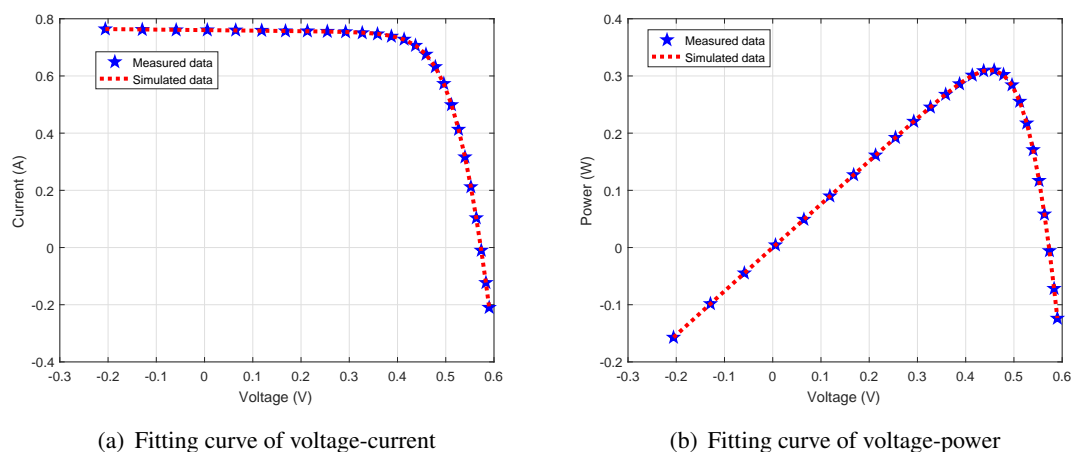 0.8
0.6
0.4
0.2
0
-0.2
-0.4
Current (A)
Measured data
Simulated data
-0.3 -0.2 -0.1 0 0.1 0.2 0.3 0.4 0.5 0.6
Voltage (V)
(a) Fitting curve of voltage-current
0.4
0.3
0.2
0.1
0
-0.1
-0.2
Power (W)
Measured data
Simulated data
-0.3 -0.2 -0.1 0 0.1 0.2 0.3 0.4 0.5 0.6
Voltage (V)
(b) Fitting curve of voltage-power